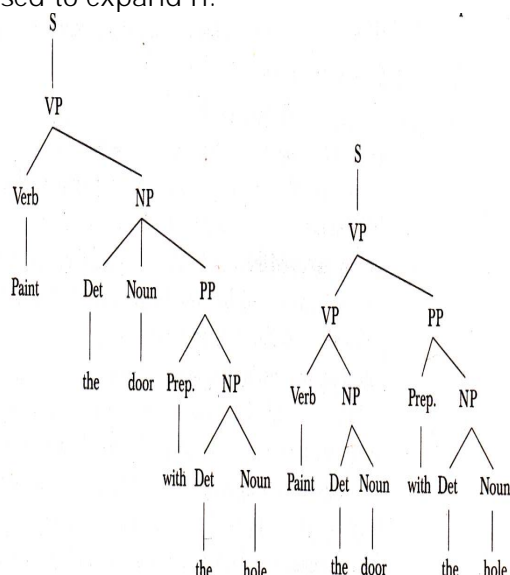 sed to expand it.
S
VP
S
Verb NP
VP
Paint Det Noun PP
VP PP
the door Prep. NP
Verb NP Prep. NP
with Det Noun Paint Det Noun with Det Noun
the hole the door the hole